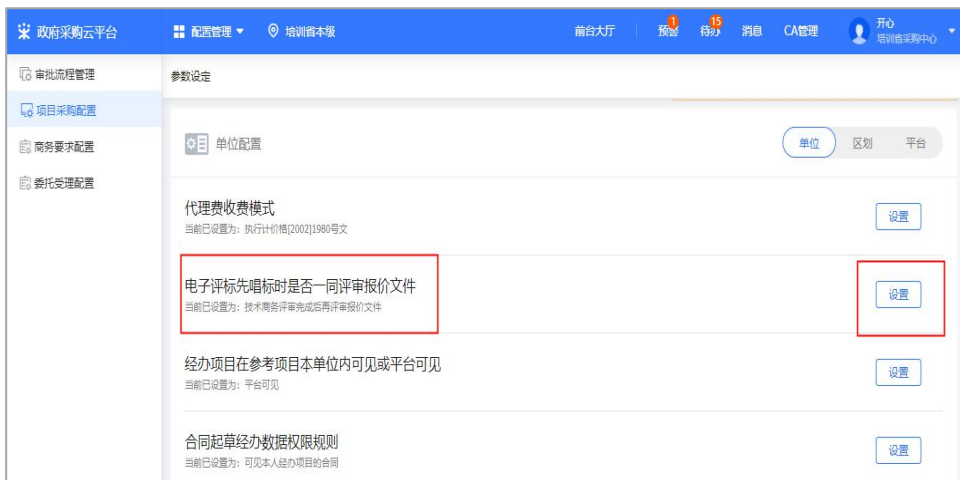 政府采购云平台
配置管理
培训省本级
前台大厅
预警
1
待办
15
消息
CA管理
开心
培训省采购中心
审批流程管理
项目采购配置
商务要求配置
委托受理配置
参数设定
单位配置
单位
区划
平台
代理费收费模式
当前已设置为：执行计价格[2002]1980号文
设置
电子评标先唱标时是否一同评审报价文件
当前已设置为：技术商务评审完成后再评审报价文件
设置
经办项目在参考项目本单位内可见或平台可见
当前已设置为：平台可见
设置
合同起草经办数据权限规则
当前已设置为：可见本人经办项目的合同
设置